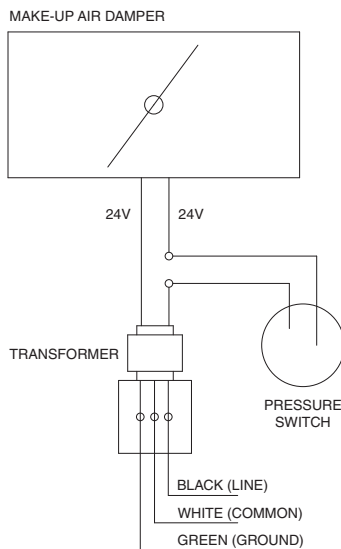 MAKE-UP AIR DAMPER
24V
24V
TRANSFORMER
PRESSURE
SWITCH
BLACK (LINE)
WHITE (COMMON)
GREEN (GROUND)